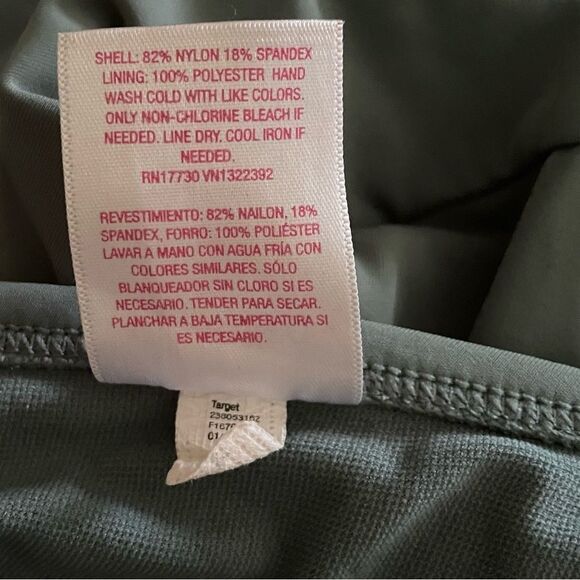 SHELL: 82% NYLON 18% SPANDEX
LINING: 100% POLYESTER HAND
WASH COLD WITH LIKE COLORS.
ONLY NON-CHLORINE BLEACH IF
NEEDED. LINE DRY. COOL IRON IF
NEEDED.
RN17730 VN1322392
REVESTIMIENTO: 82% NAILON, 18%
SPANDEX, FORRO: 100% POLIÉSTER
LAVAR A MANO CON AGUA FRÍA CON
COLORES SIMILARES. SÓLO
BLANQUEADOR SIN CLORO SI ES
NECESARIO. TENDER PARA SECAR.
PLANCHAR A BAJA TEMPERATURA SI
ES NECESARIO.
Target